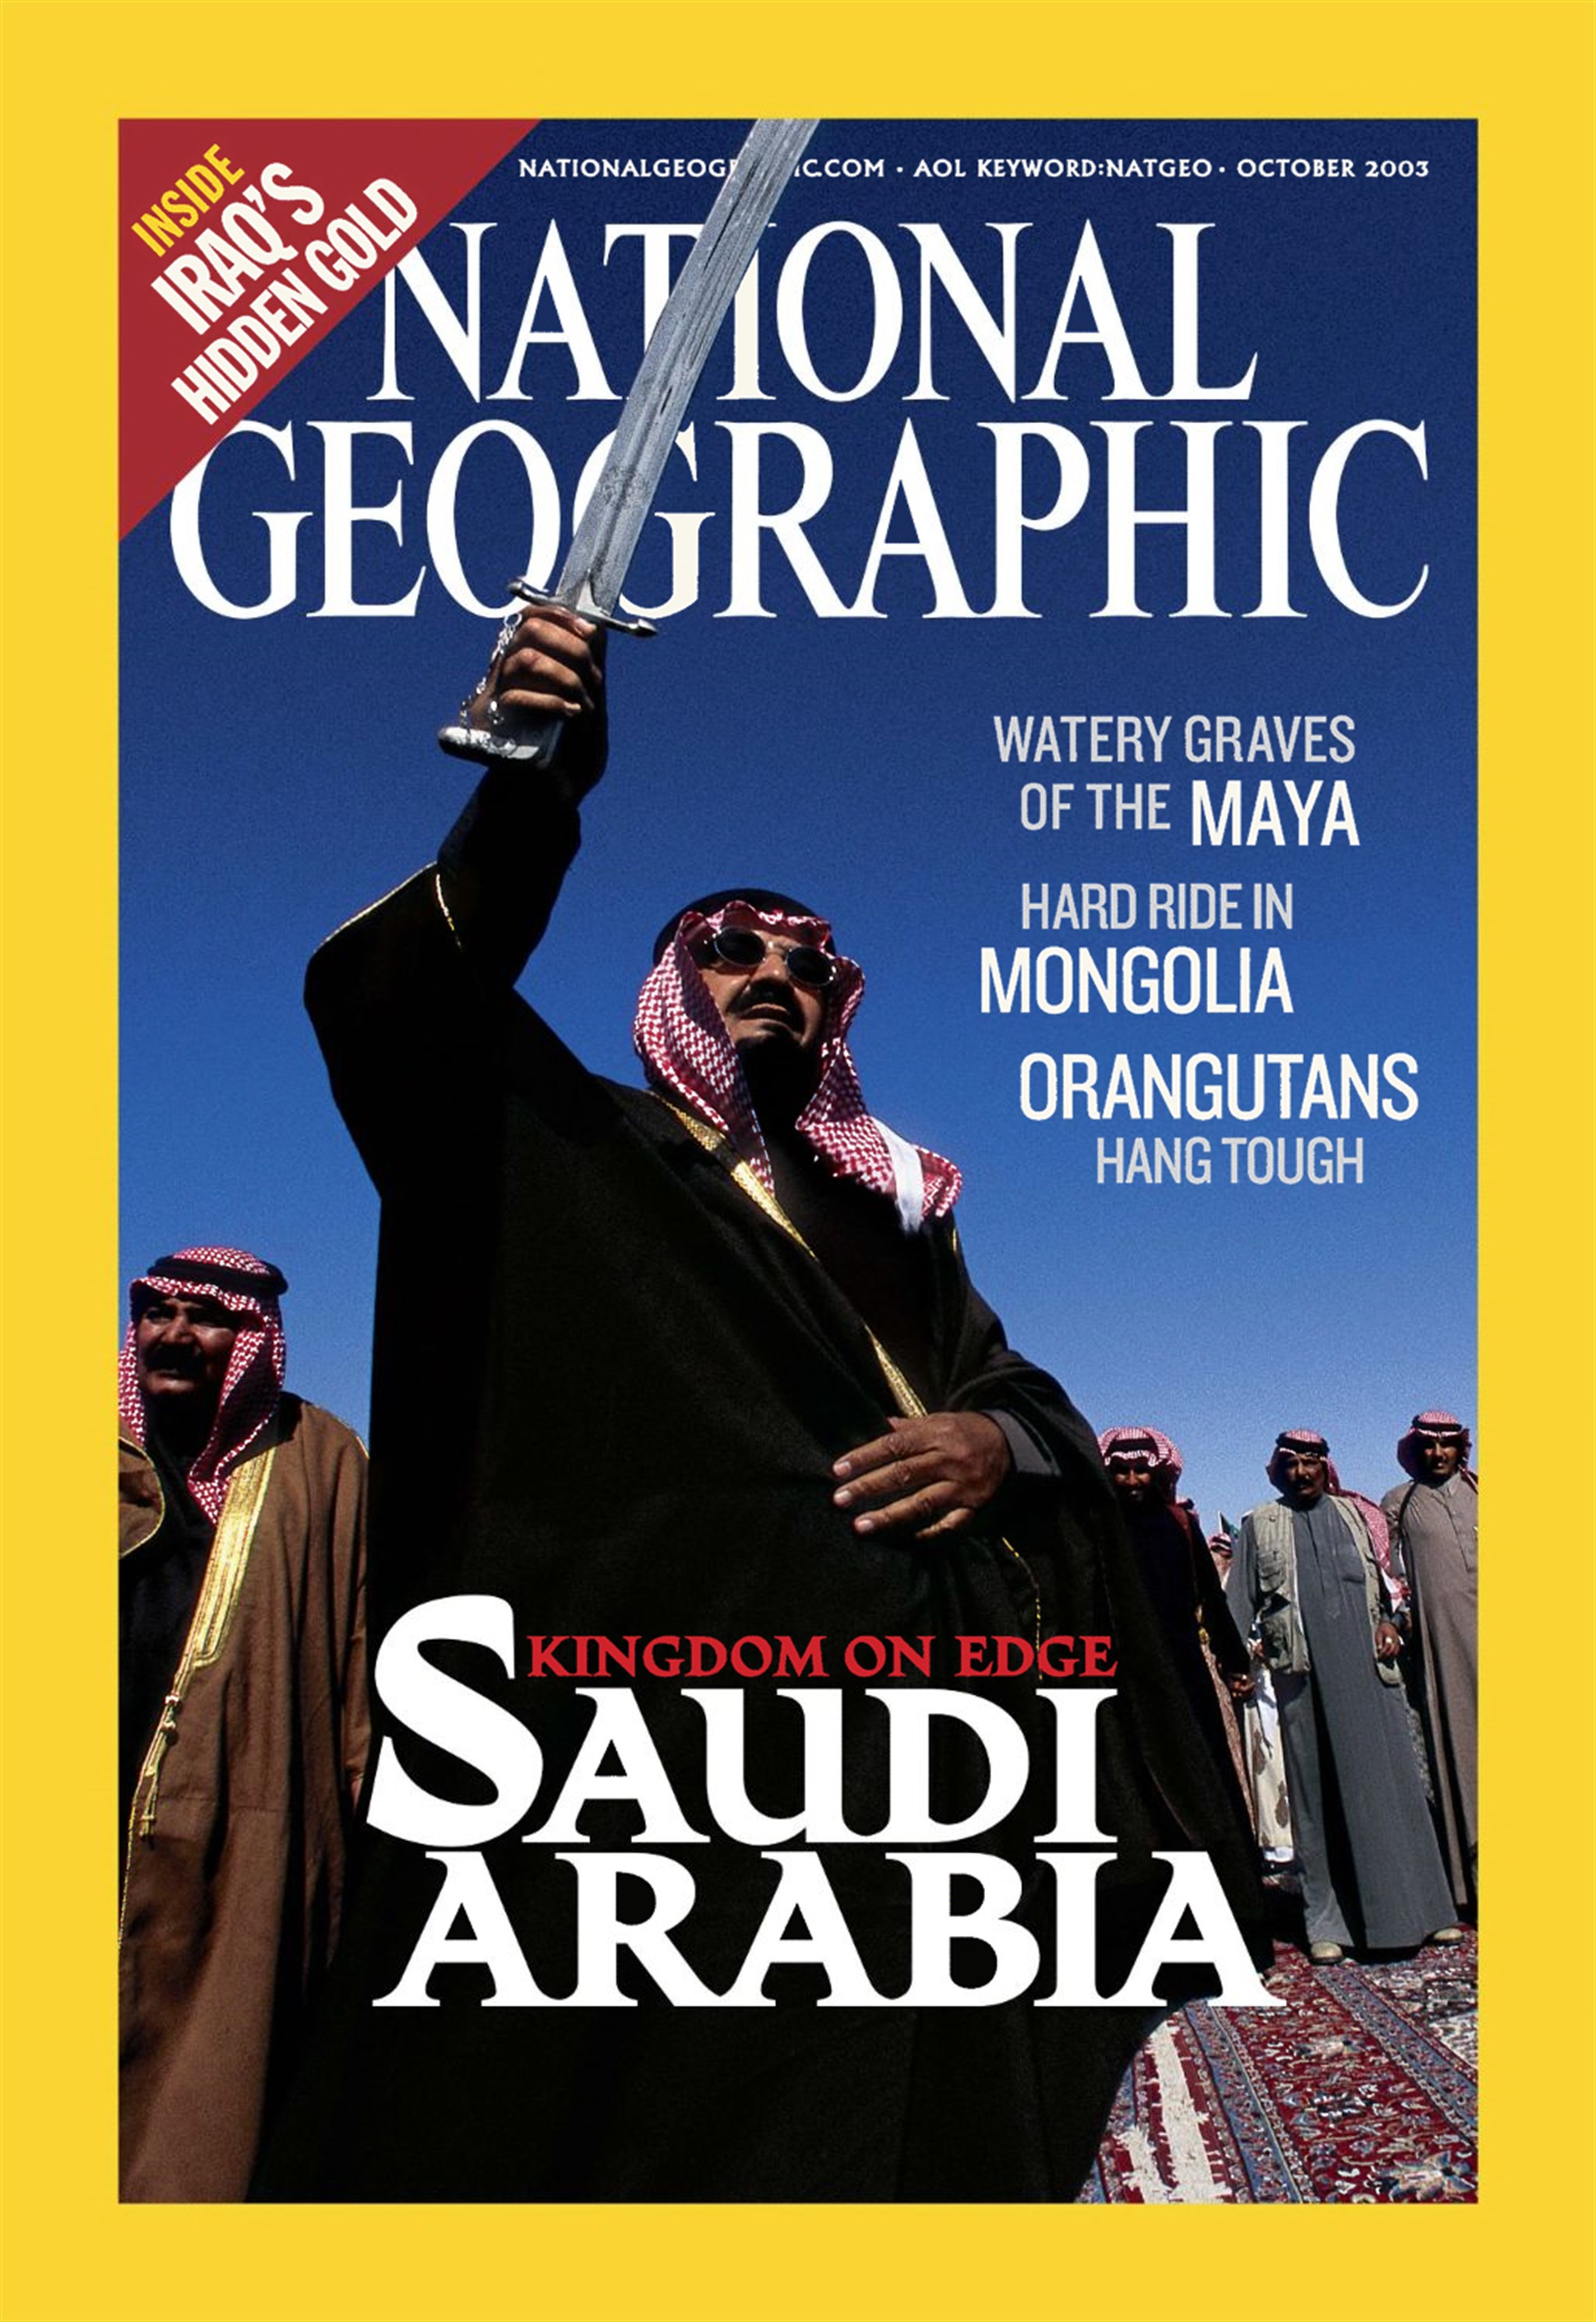 INSIDE
IRAQ'S
HIDDEN GOLD
NATIONALGEOGRAPHIC.COM • AOL KEYWORD:NATGEO • OCTOBER 2003
NATIONAL
GEOGRAPHIC
WATERY GRAVES
OF THE MAYA
HARD RIDE IN
MONGOLIA
ORANGUTANS
HANG TOUGH
KINGDOM ON EDGE
SAUDI
ARABIA